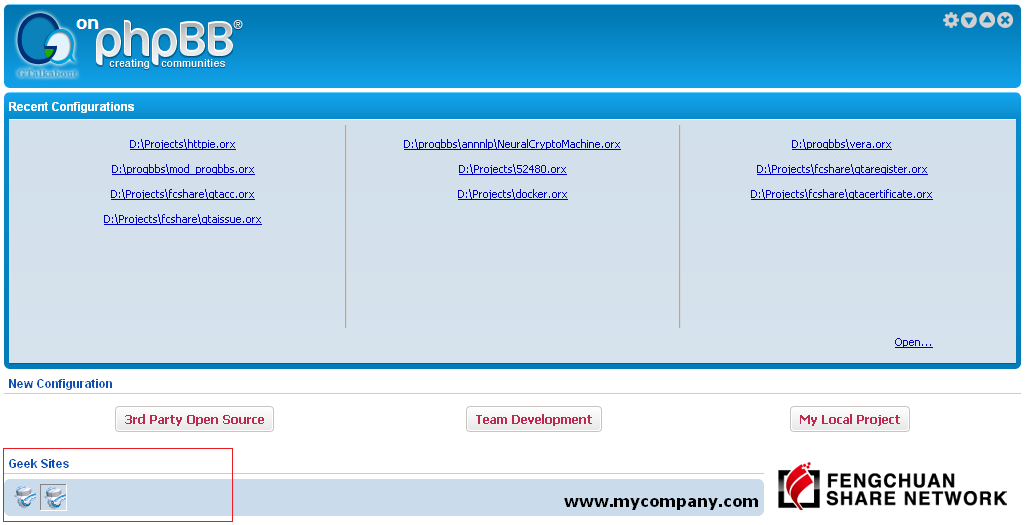 on
phpBB®
creating communities
GTalkabout
Recent Configurations
D:\Projects\httpie.orx
D:\progbbs\mod_progbbs.orx
D:\Projects\fcshare\gtacc.orx
D:\Projects\fcshare\gtaissue.orx
D:\progbbs\annnlp\NeuralCryptoMachine.orx
D:\Projects\52480.orx
D:\Projects\docker.orx
D:\progbbs\vera.orx
D:\Projects\fcshare\gtaregister.orx
D:\Projects\fcshare\gtacertificate.orx
Open...
New Configuration
3rd Party Open Source
Team Development
My Local Project
Geek Sites
www.mycompany.com
FENGCHUAN
SHARE NETWORK